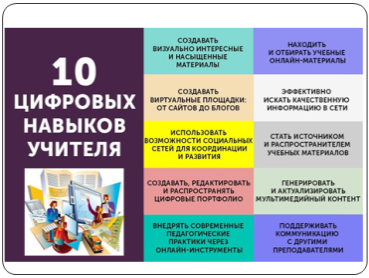 10
ЦИФРОВЫХ
НАВЫКОВ
УЧИТЕЛЯ
СОЗДАВАТЬ
ВИЗУАЛЬНО ИНТЕРЕСНЫЕ
И НАСЫЩЕННЫЕ
МАТЕРИАЛЫ
НАХОДИТЬ
И ОТБИРАТЬ УЧЕБНЫЕ
ОНЛАЙН-МАТЕРИАЛЫ
СОЗДАВАТЬ
ВИРТУАЛЬНЫЕ ПЛОЩАДКИ:
ОТ САЙТОВ ДО БЛОГОВ
ЭФФЕКТИВНО
ИСКАТЬ КАЧЕСТВЕННУЮ
ИНФОРМАЦИЮ В СЕТИ
ИСПОЛЬЗОВАТЬ
ВОЗМОЖНОСТИ СОЦИАЛЬНЫХ
СЕТЕЙ ДЛЯ КООРДИНАЦИИ
И РАЗВИТИЯ
СТАТЬ ИСТОЧНИКОМ
И РАСПРОСТРАНИТЕЛЕМ
УЧЕБНЫХ МАТЕРИАЛОВ
СОЗДАВАТЬ, РЕДАКТИРОВАТЬ
И РАСПРОСТРАНЯТЬ
ЦИФРОВЫЕ ПОРТФОЛИО
ГЕНЕРИРОВАТЬ
И АКТУАЛИЗИРОВАТЬ
МУЛЬТИМЕДИЙНЫЙ КОНТЕНТ
ВНЕДРЯТЬ СОВРЕМЕННЫЕ
ПЕДАГОГИЧЕСКИЕ
ПРАКТИКИ ЧЕРЕЗ
ОНЛАЙН-ИНСТРУМЕНТЫ
ПОДДЕРЖИВАТЬ
КОММУНИКАЦИЮ
С ДРУГИМИ
ПРЕПОДАВАТЕЛЯМИ